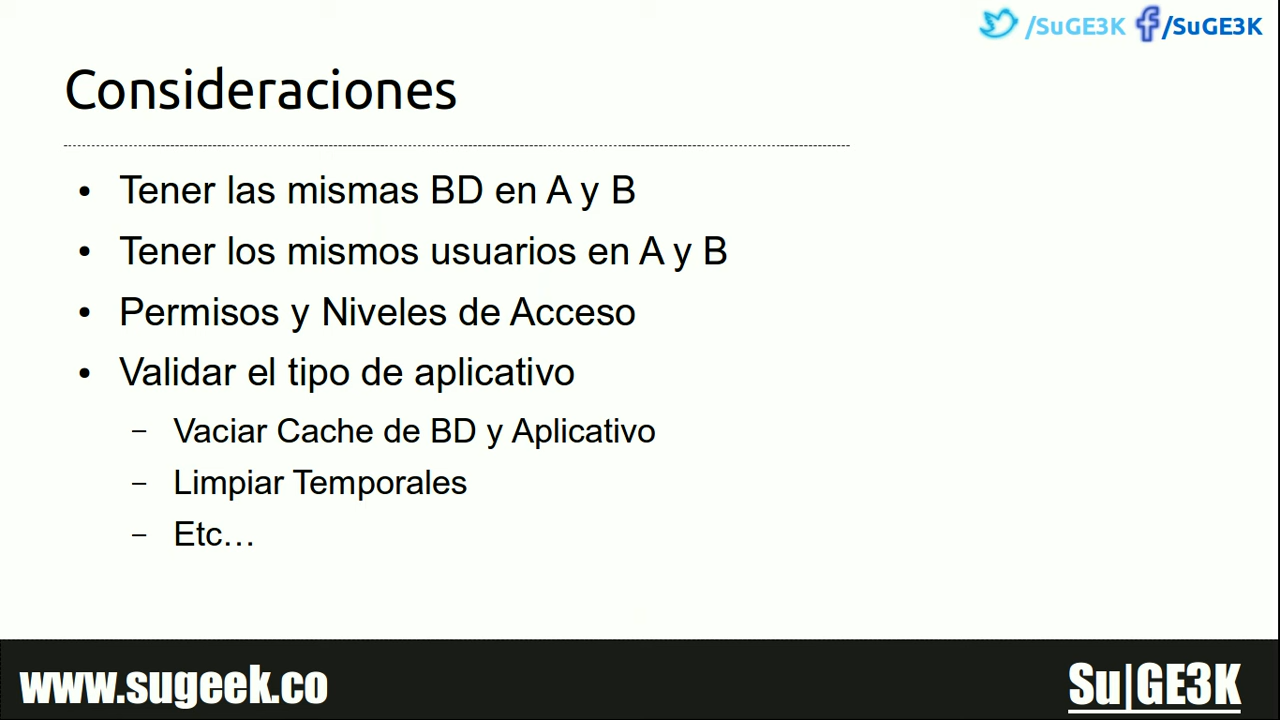 /SuGE3K /SuGE3K
Consideraciones
• Tener las mismas BD en A y B
• Tener los mismos usuarios en A y B
• Permisos y Niveles de Acceso
• Validar el tipo de aplicativo
– Vaciar Cache de BD y Aplicativo
– Limpiar Temporales
– Etc…
www.sugeek.co
Su|GE3K